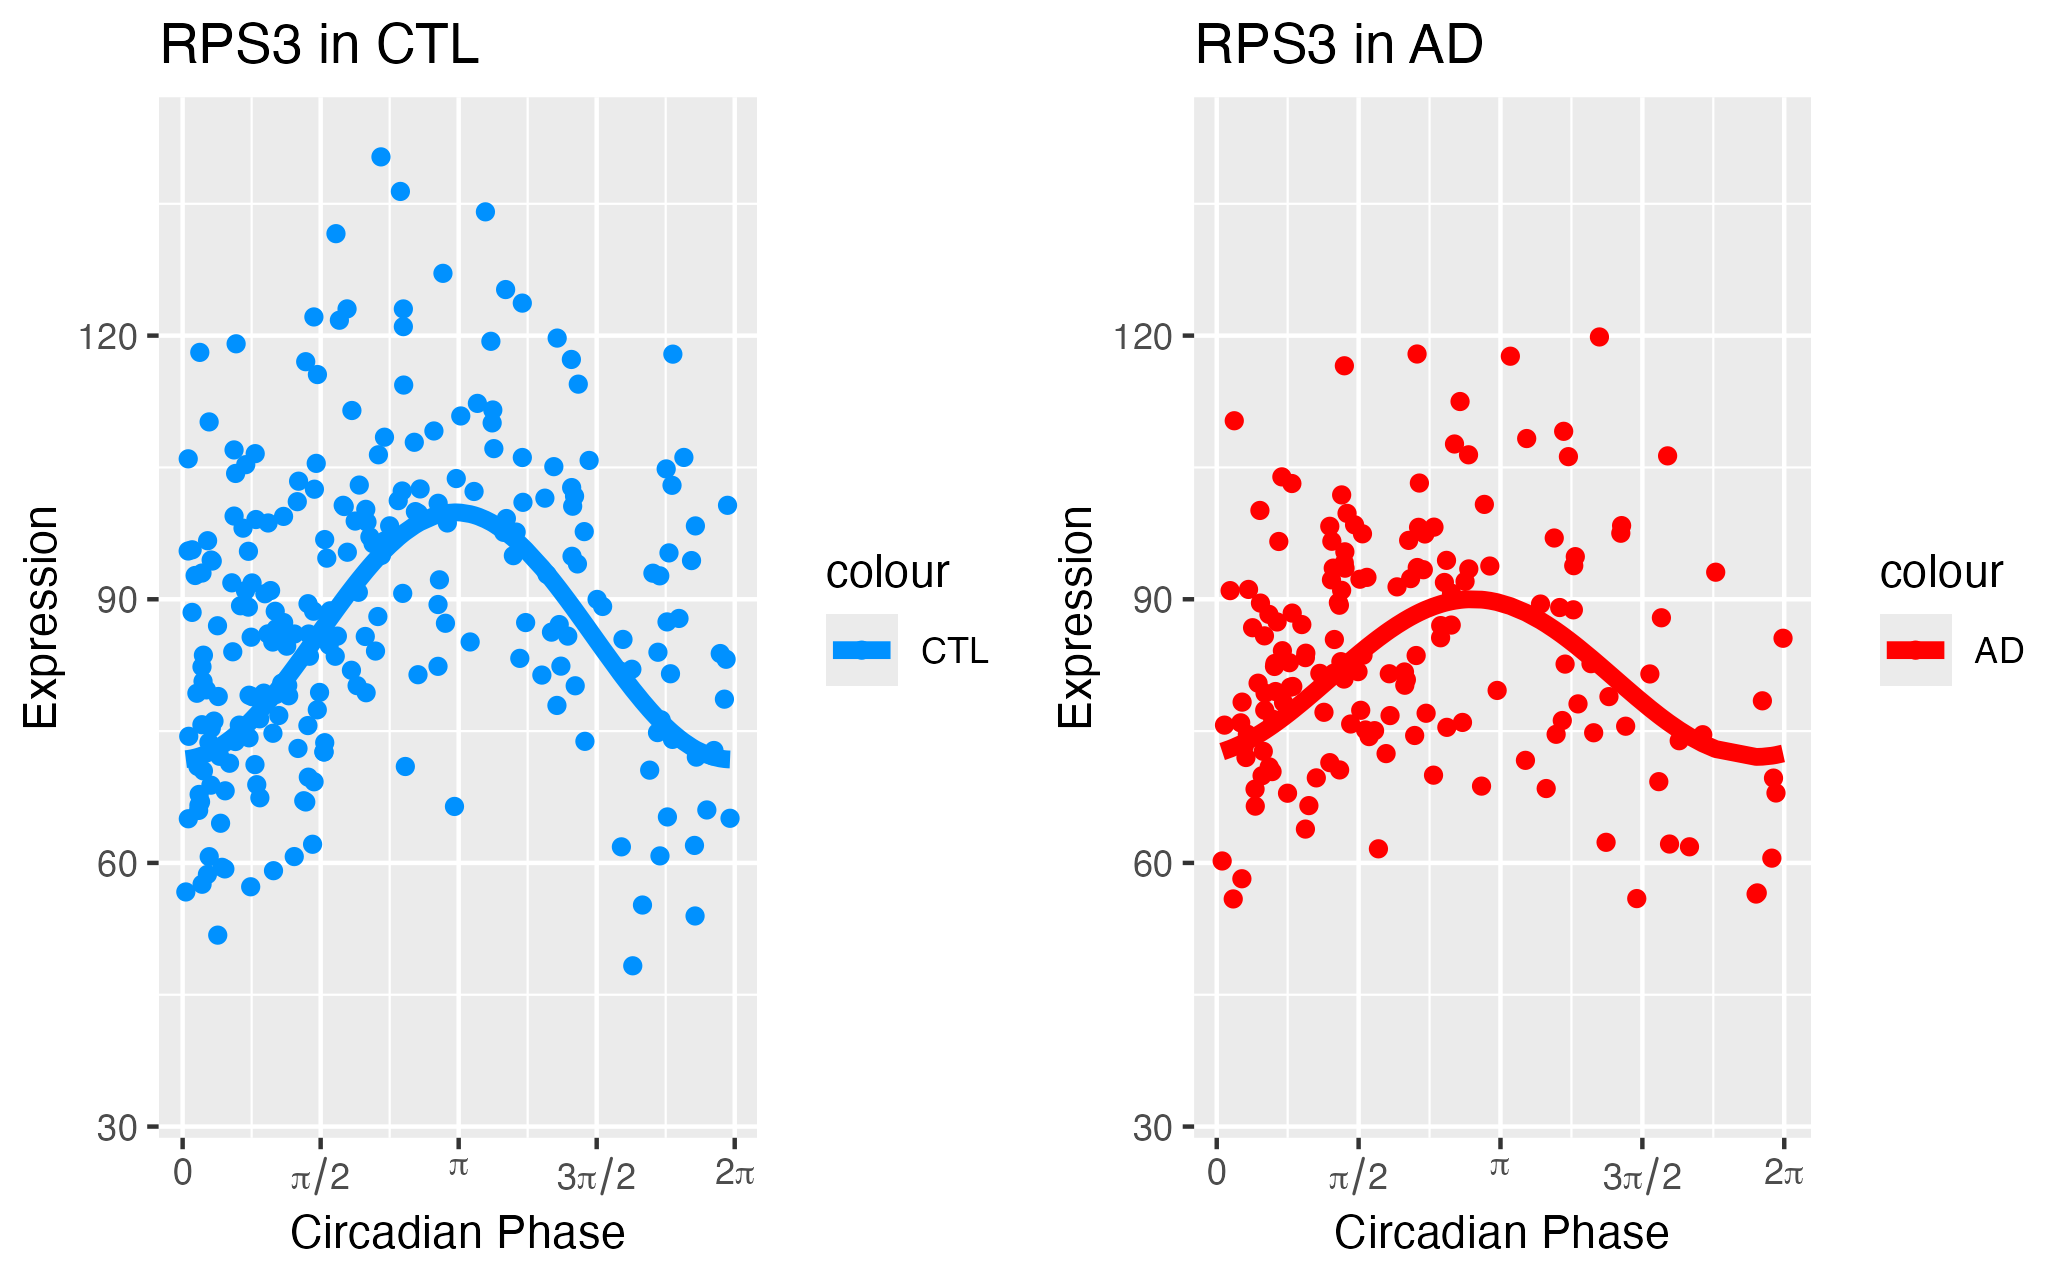 RPS3 in CTL
120
90
60
30
Expression
0 π/2 π 3π/2 2π
Circadian Phase
colour
CTL
RPS3 in AD
120
90
60
30
Expression
0 π/2 π 3π/2 2π
Circadian Phase
colour
AD